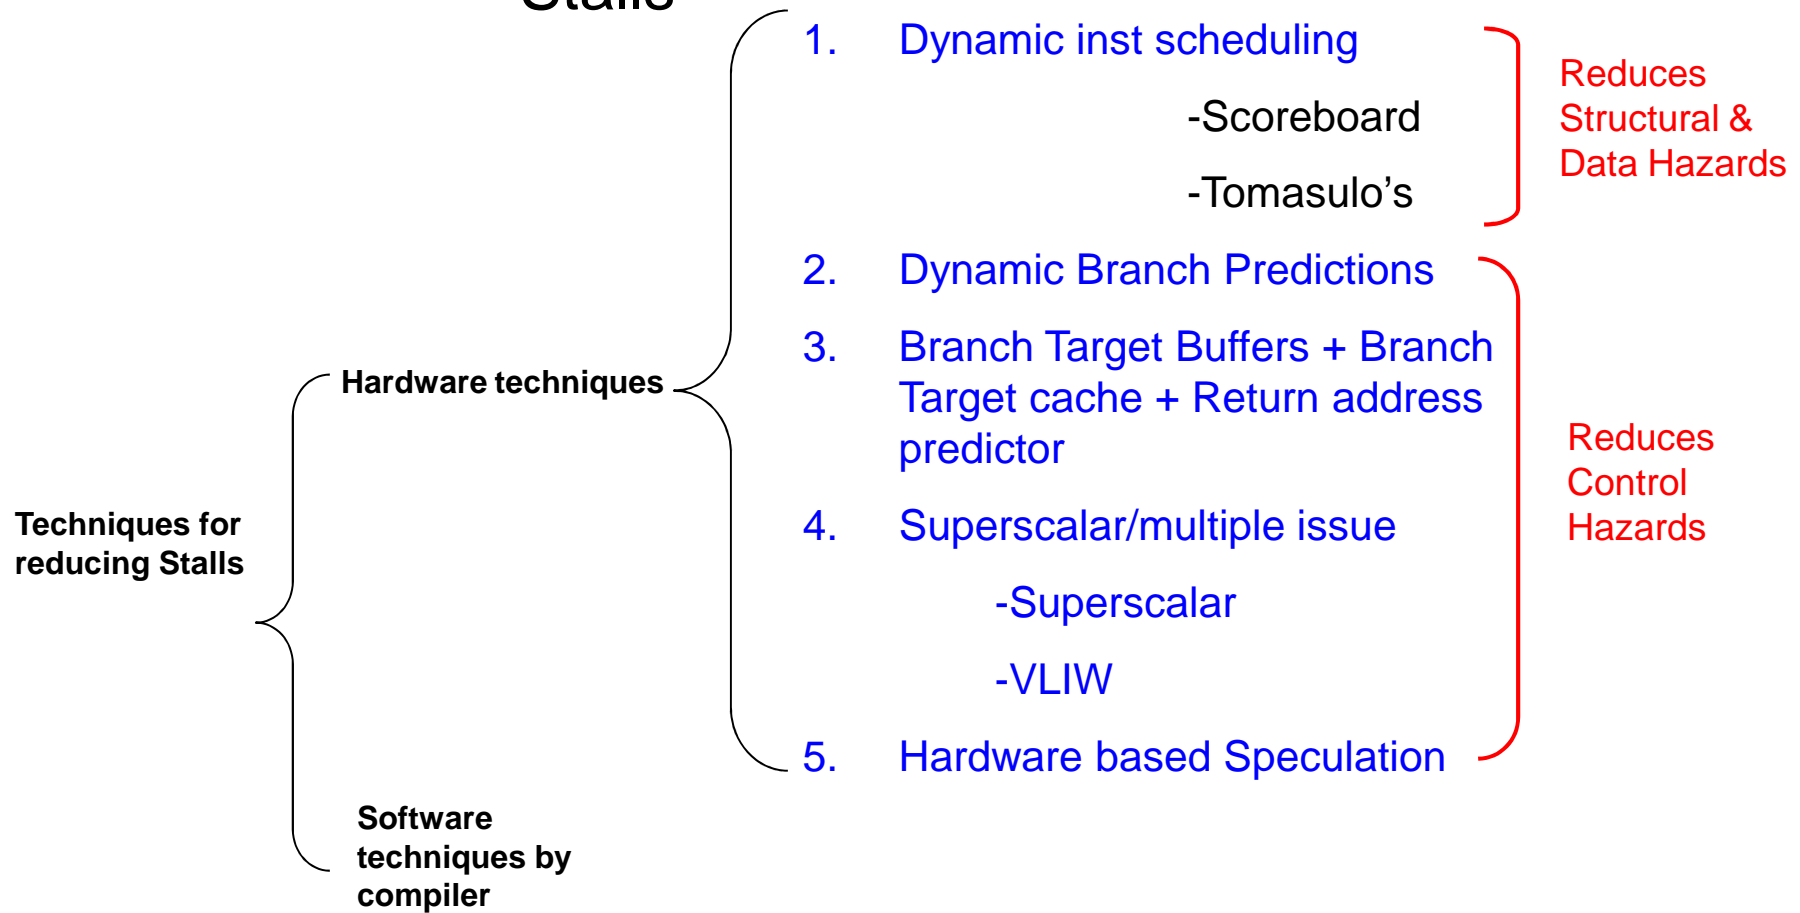 Stalls
1. Dynamic inst scheduling
-Scoreboard
-Tomasulo’s
Reduces
Structural &
Data Hazards
2. Dynamic Branch Predictions
3. Branch Target Buffers + Branch
Target cache + Return address
predictor
4. Superscalar/multiple issue
-Superscalar
-VLIW
5. Hardware based Speculation
Reduces
Control
Hazards
Hardware techniques
Techniques for
reducing Stalls
Software
techniques by
compiler